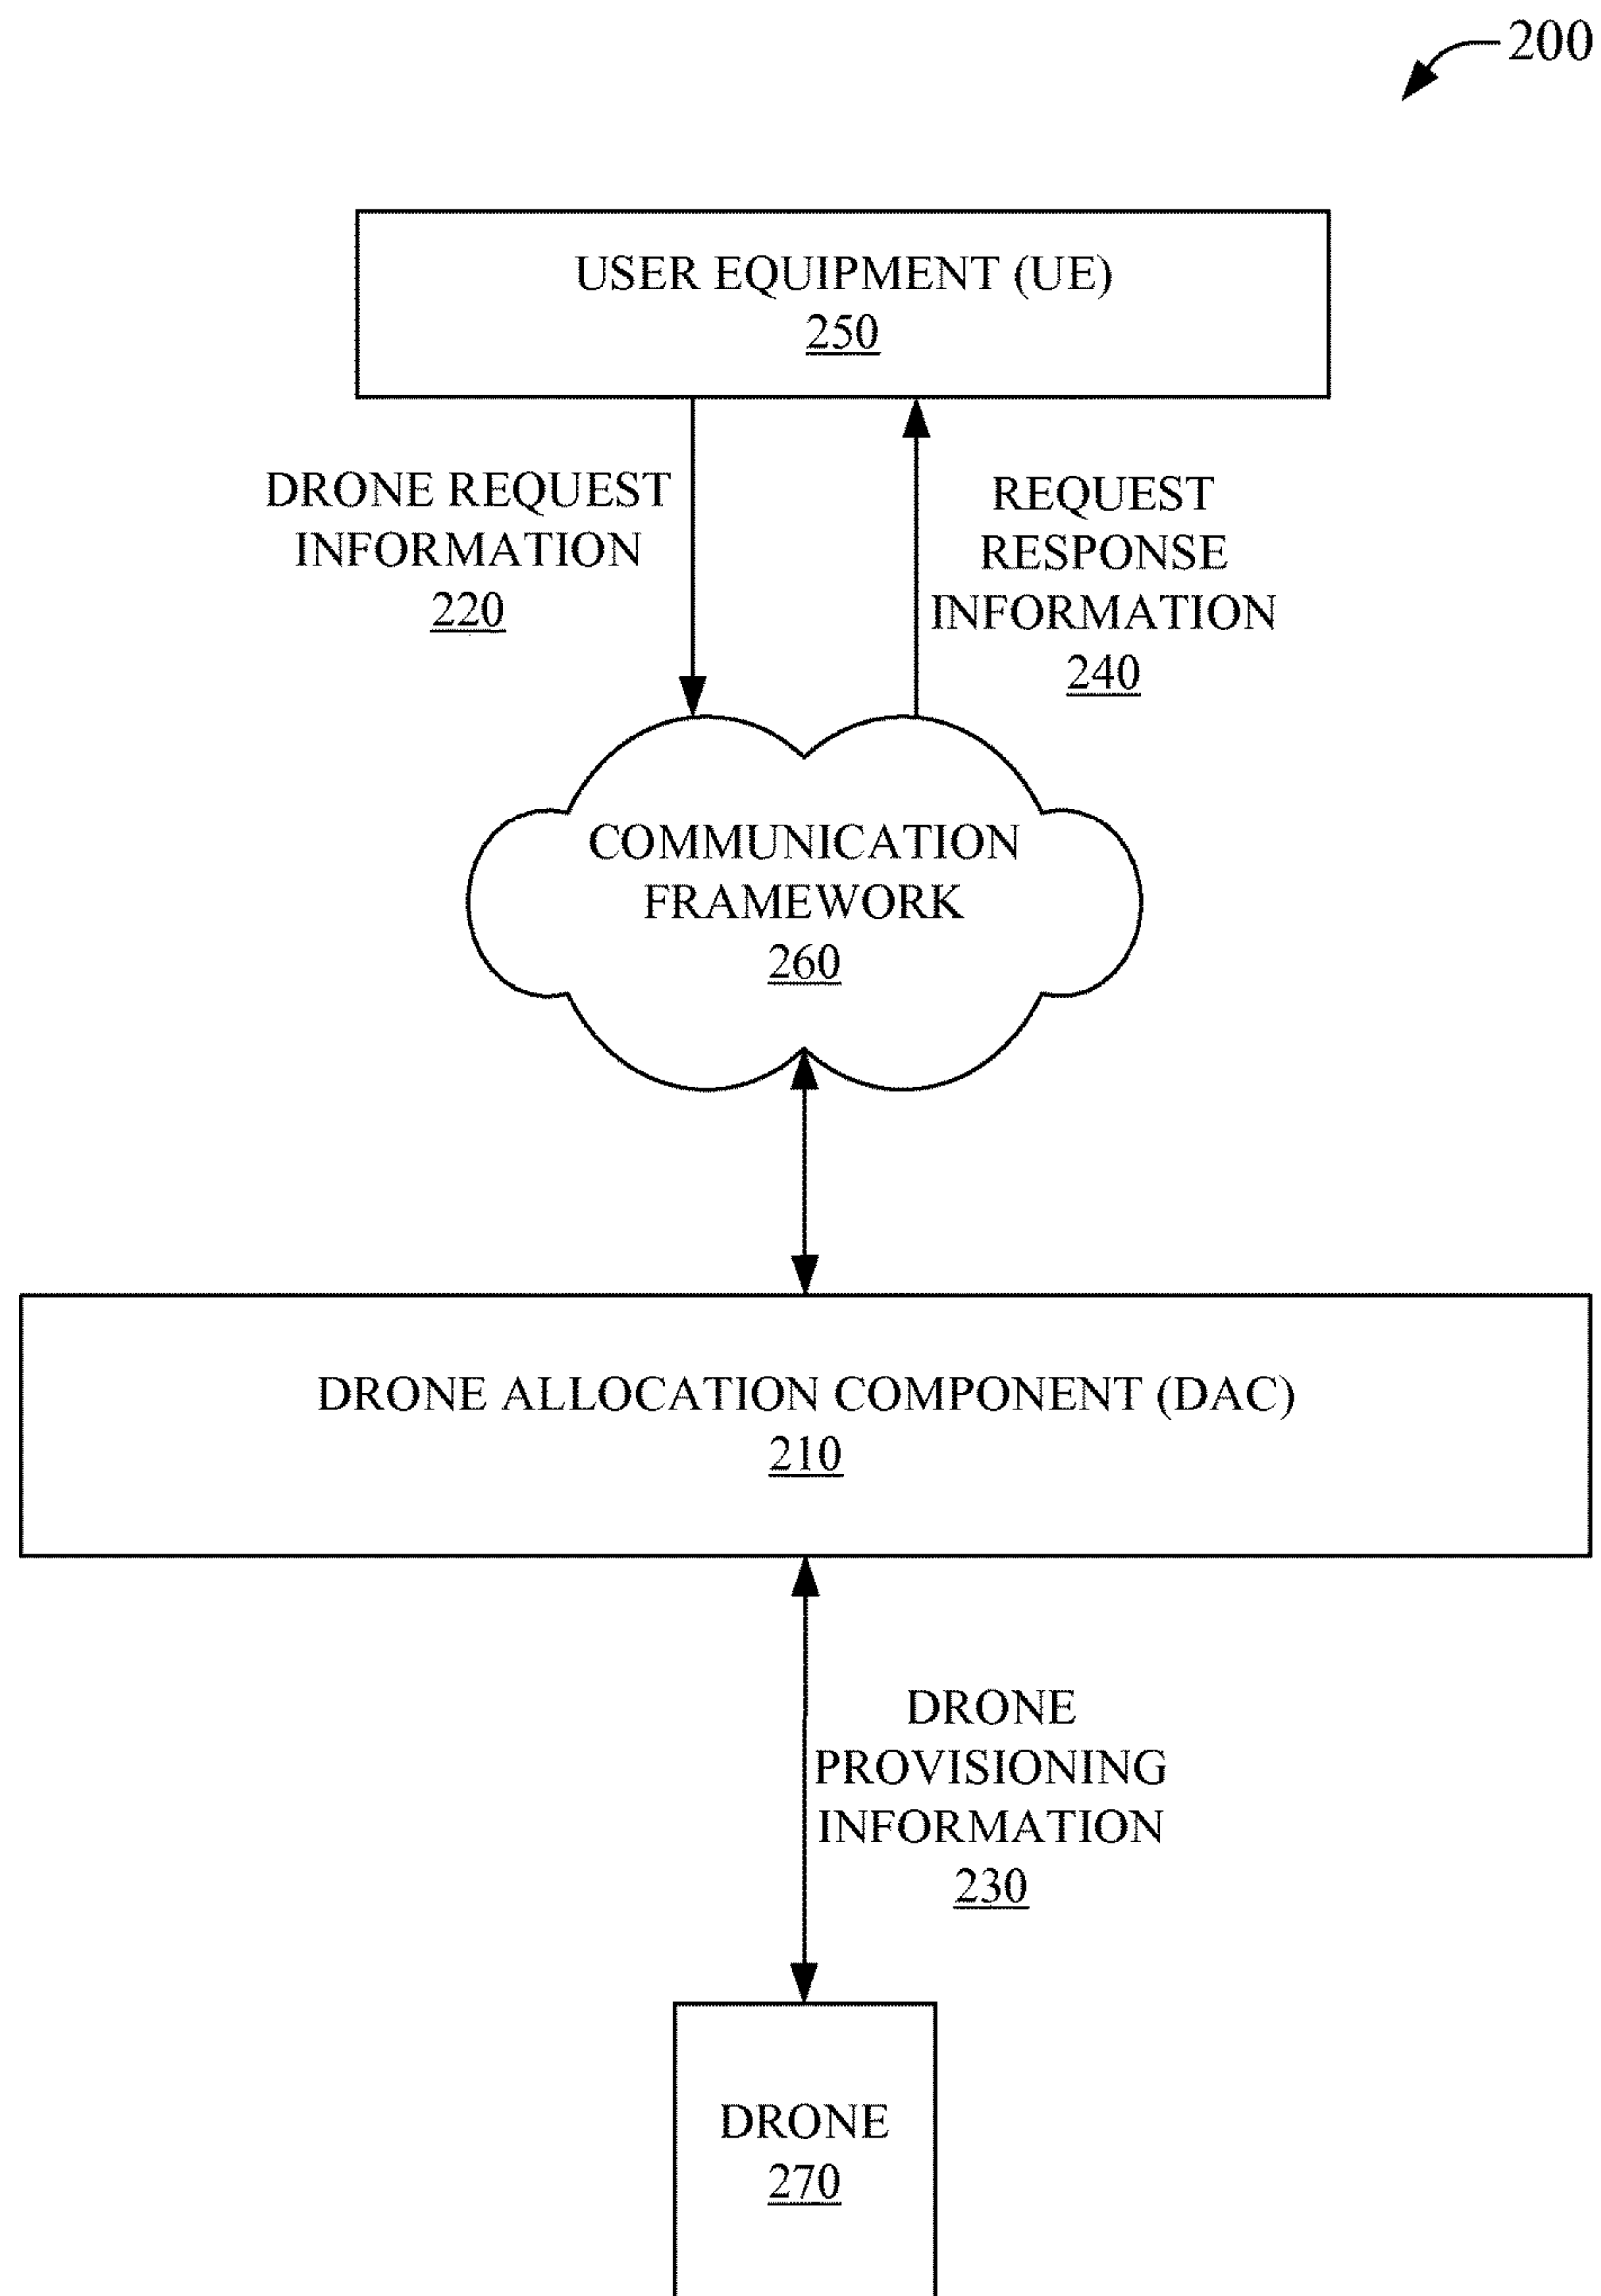 200
USER EQUIPMENT (UE)
250
DRONE REQUEST
INFORMATION
220
REQUEST
RESPONSE
INFORMATION
240
COMMUNICATION
FRAMEWORK
260
DRONE ALLOCATION COMPONENT (DAC)
210
DRONE
PROVISIONING
INFORMATION
230
DRONE
270